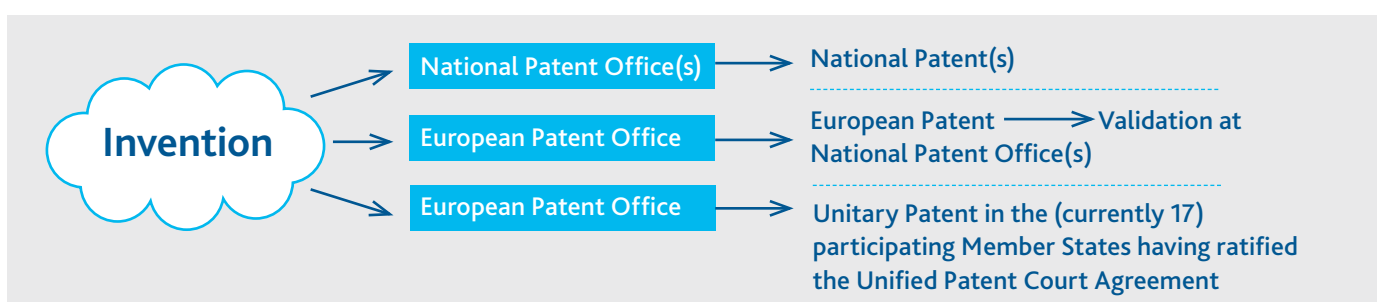 Invention
National Patent Office(s)
National Patent(s)
European Patent Office
European Patent
Validation at
National Patent Office(s)
European Patent Office
Unitary Patent in the (currently 17)
participating Member States having ratified
the Unified Patent Court Agreement